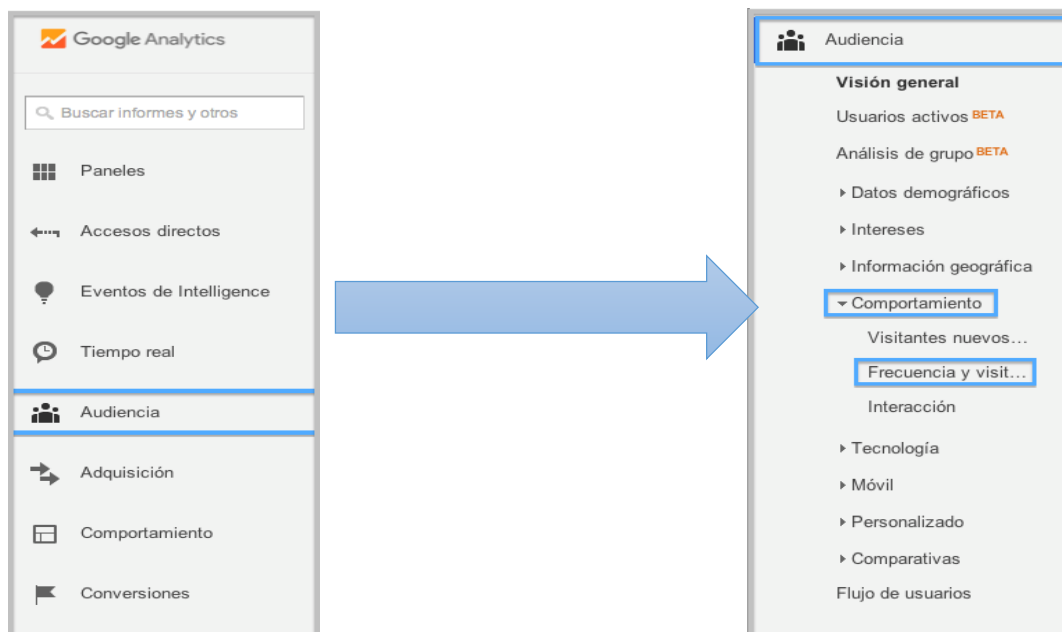 Google Analytics
Buscar informes y otros
Paneles
Accesos directos
Eventos de Intelligence
Tiempo real
Audiencia
Adquisición
Comportamiento
Conversiones
Audiencia
Visión general
Usuarios activos BETA
Análisis de grupo BETA
Datos demográficos
Intereses
Información geográfica
Comportamiento
Visitantes nuevos...
Frecuencia y visit...
Interacción
Tecnología
Móvil
Personalizado
Comparativas
Flujo de usuarios